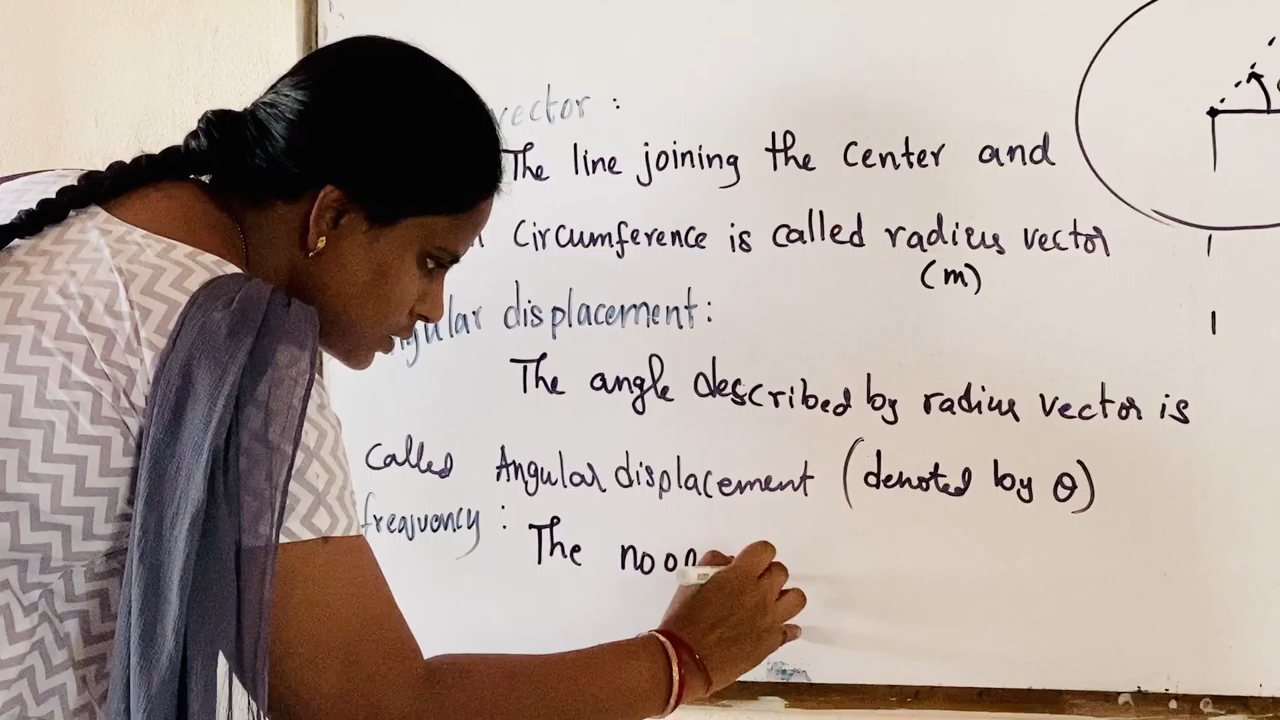 vector :
The line joining the center and
Circumference is called radius vector
(m)
displacement:
The angle described by radius vector is
called Angular displacement (denoted by θ)
frequency :
The no